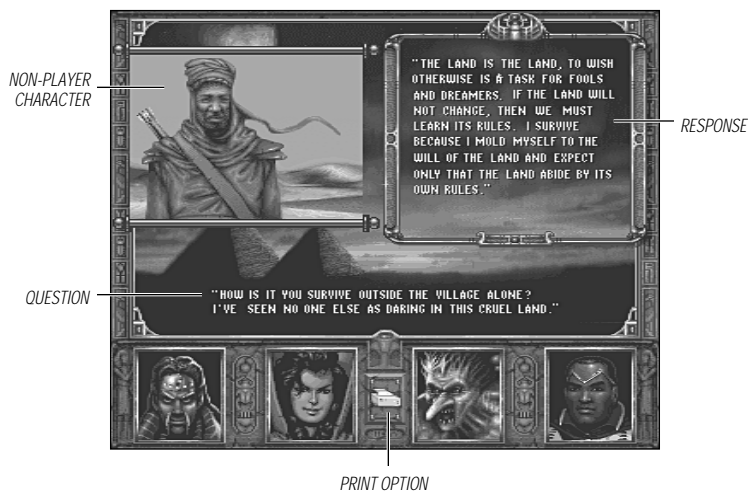 NON-PLAYER
CHARACTER
"THE LAND IS THE LAND, TO WISH
OTHERWISE IS A TASK FOR FOOLS
AND DREAMERS. IF THE LAND WILL
NOT CHANGE, THEN WE MUST
LEARN ITS RULES. I SURVIVE
BECAUSE I MOLD MYSELF TO THE
WILL OF THE LAND AND EXPECT
ONLY THAT THE LAND ABIDE BY ITS
OWN RULES."
RESPONSE
QUESTION
"HOW IS IT YOU SURVIVE OUTSIDE THE VILLAGE ALONE?
I'VE SEEN NO ONE ELSE AS DARING IN THIS CRUEL LAND."
PRINT OPTION